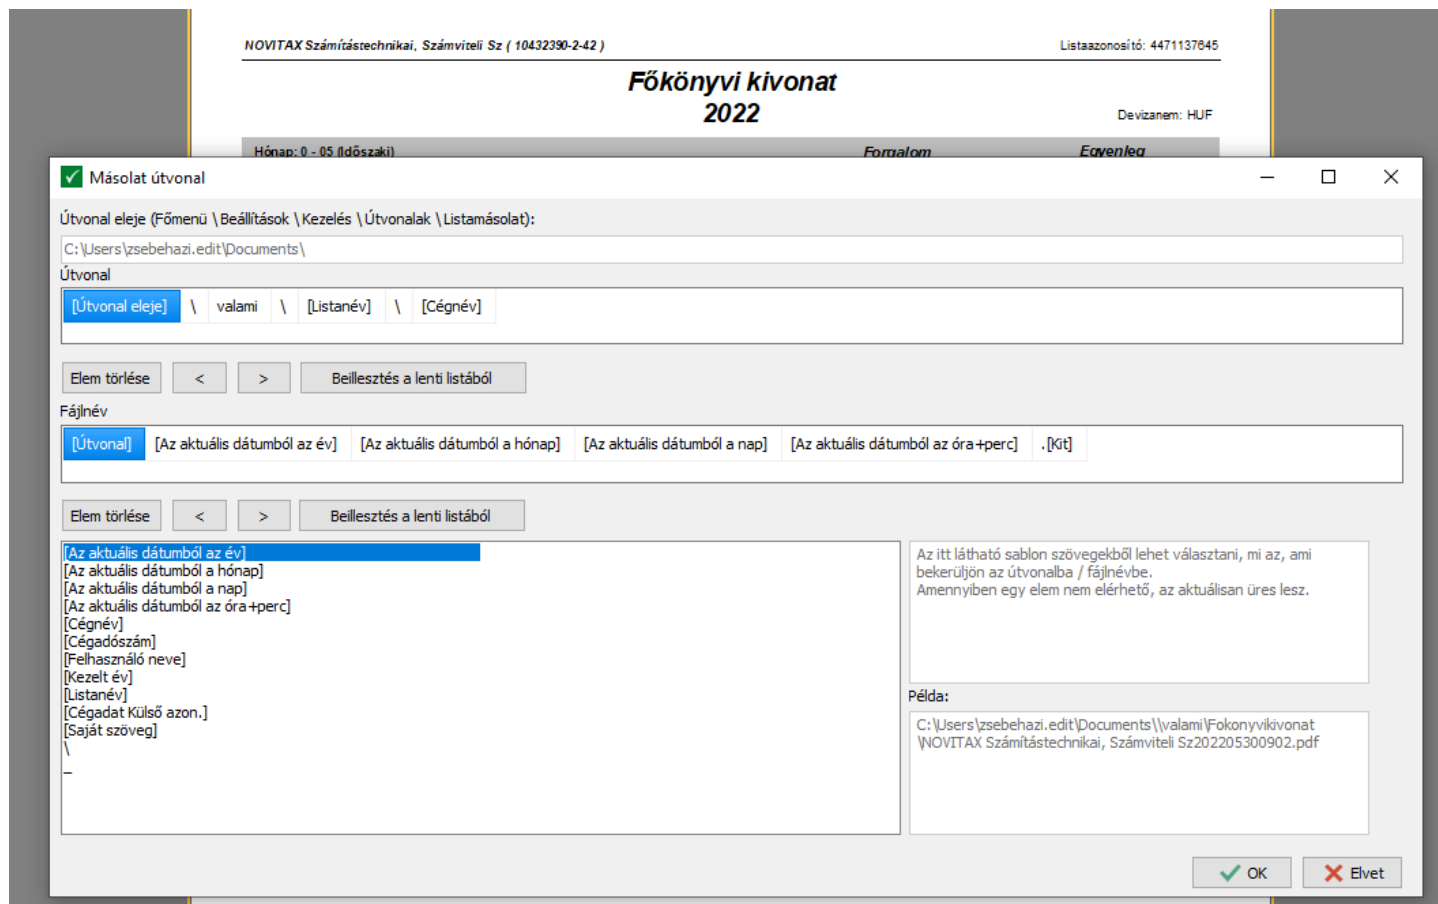 NOVITAX Számítástechnikai, Számviteli Sz ( 10432390-2-42 ) Listaazonosító: 4471137645
Főkönyvi kivonat
2022
Devizanem: HUF
Hónap: 0 - 05 (Időszaki) Forgalom Egyenleg
Másolat útvonal
Útvonal eleje (Főmenü \ Beállítások \ Kezelés \ Útvonalak \ Listamásolat):
C:\Users\zsebehazi.edit\Documents\
Útvonal
[Útvonal eleje] \ valami \ [Listanév] \ [Cégnév]
Elem törlése < > Beillesztés a lenti listából
Fájlnév
[Útvonal] [Az aktuális dátumból az év] [Az aktuális dátumból a hónap] [Az aktuális dátumból a nap] [Az aktuális dátumból az óra+perc] .[Kit]
Elem törlése < > Beillesztés a lenti listából
[Az aktuális dátumból az év]
[Az aktuális dátumból a hónap]
[Az aktuális dátumból a nap]
[Az aktuális dátumból az óra+perc]
[Cégnév]
[Cégadószám]
[Felhasználó neve]
[Kezelt év]
[Listanév]
[Cégadat Külső azon.]
[Saját szöveg]
\
_
Az itt látható sablon szövegekből lehet választani, mi az, ami
bekerüljön az útvonalba / fájlnévbe.
Amennyiben egy elem nem elérhető, az aktuálisan üres lesz.
Példa:
C:\Users\zsebehazi.edit\Documents\\valami\Fokonyvikivonat
\NOVITAX Számítástechnikai, Számviteli Sz202205300902.pdf
OK Elvet